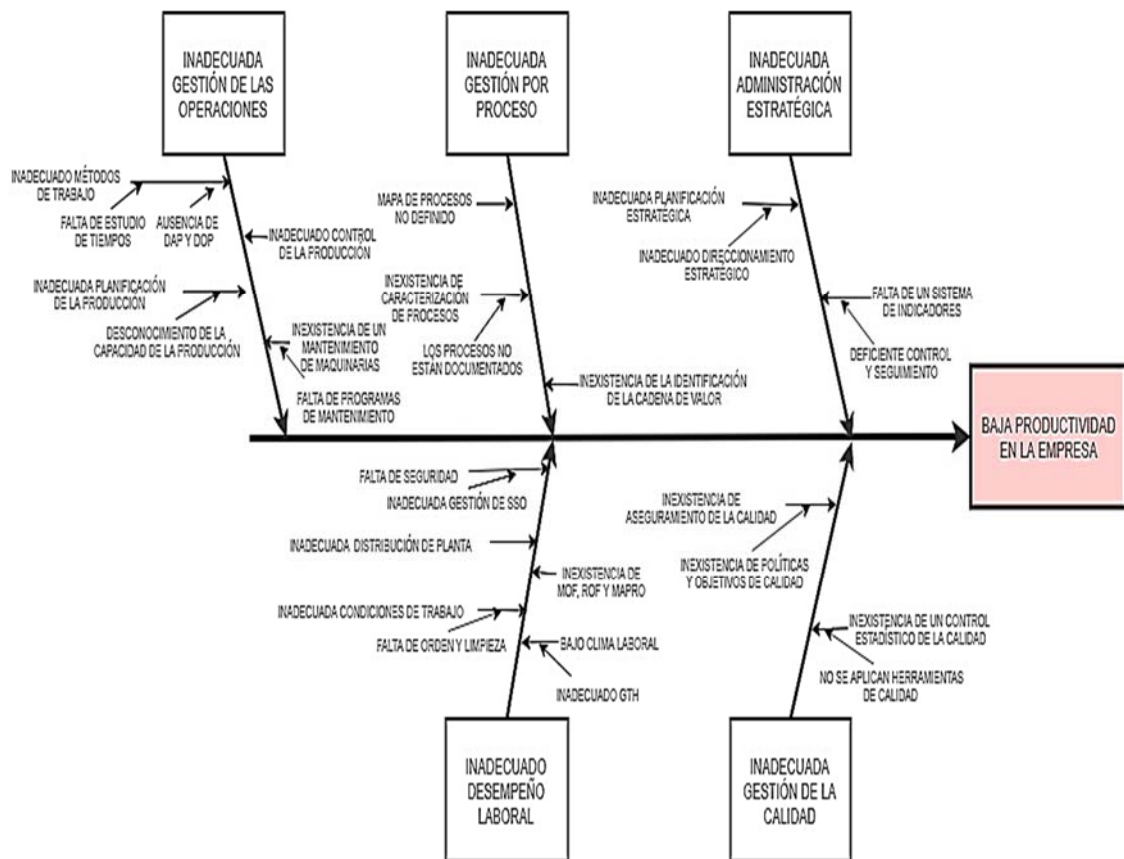 INADECUADA
GESTIÓN DE LAS
OPERACIONES
INADECUADA
GESTIÓN POR
PROCESO
INADECUADA
ADMINISTRACIÓN
ESTRATÉGICA
INADECUADO MÉTODOS
DE TRABAJO
FALTA DE ESTUDIO
DE TIEMPOS
AUSENCIA DE
DAP Y DOP
INADECUADO CONTROL
DE LA PRODUCCIÓN
INADECUADA PLANIFICACIÓN
DE LA PRODUCCIÓN
DESCONOCIMIENTO DE LA
CAPACIDAD DE LA PRODUCCIÓN
INEXISTENCIA DE UN
MANTENIMIENTO
DE MAQUINARIAS
FALTA DE PROGRAMAS
DE MANTENIMIENTO
MAPA DE PROCESOS
NO DEFINIDO
INEXISTENCIA DE
CARACTERIZACIÓN
DE PROCESOS
LOS PROCESOS NO
ESTÁN DOCUMENTADOS
INEXISTENCIA DE LA IDENTIFICACIÓN
DE LA CADENA DE VALOR
INADECUADA PLANIFICACIÓN
ESTRATÉGICA
INADECUADO DIRECCIONAMIENTO
ESTRATÉGICO
FALTA DE UN SISTEMA
DE INDICADORES
DEFICIENTE CONTROL
Y SEGUIMIENTO
BAJA PRODUCTIVIDAD
EN LA EMPRESA
FALTA DE SEGURIDAD
INADECUADA GESTIÓN DE SSO
INADECUADA DISTRIBUCIÓN DE PLANTA
INEXISTENCIA DE
MOF, ROF Y MAPRO
INADECUADA CONDICIONES DE TRABAJO
FALTA DE ORDEN Y LIMPIEZA
BAJO CLIMA LABORAL
INADECUADO GTH
INEXISTENCIA DE
ASEGURAMIENTO DE LA CALIDAD
INEXISTENCIA DE POLÍTICAS
Y OBJETIVOS DE CALIDAD
INEXISTENCIA DE UN CONTROL
ESTADÍSTICO DE LA CALIDAD
NO SE APLICAN HERRAMIENTAS
DE CALIDAD
INADECUADO
DESEMPEÑO
LABORAL
INADECUADA
GESTIÓN DE LA
CALIDAD